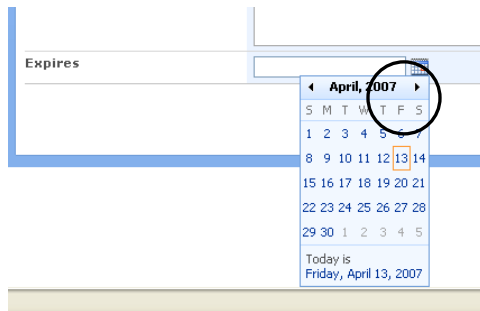 Expires
April, 2007
S M T W T F S
1 2 3 4 5 6 7
8 9 10 11 12 13 14
15 16 17 18 19 20 21
22 23 24 25 26 27 28
29 30 1 2 3 4 5
Today is
Friday, April 13, 2007